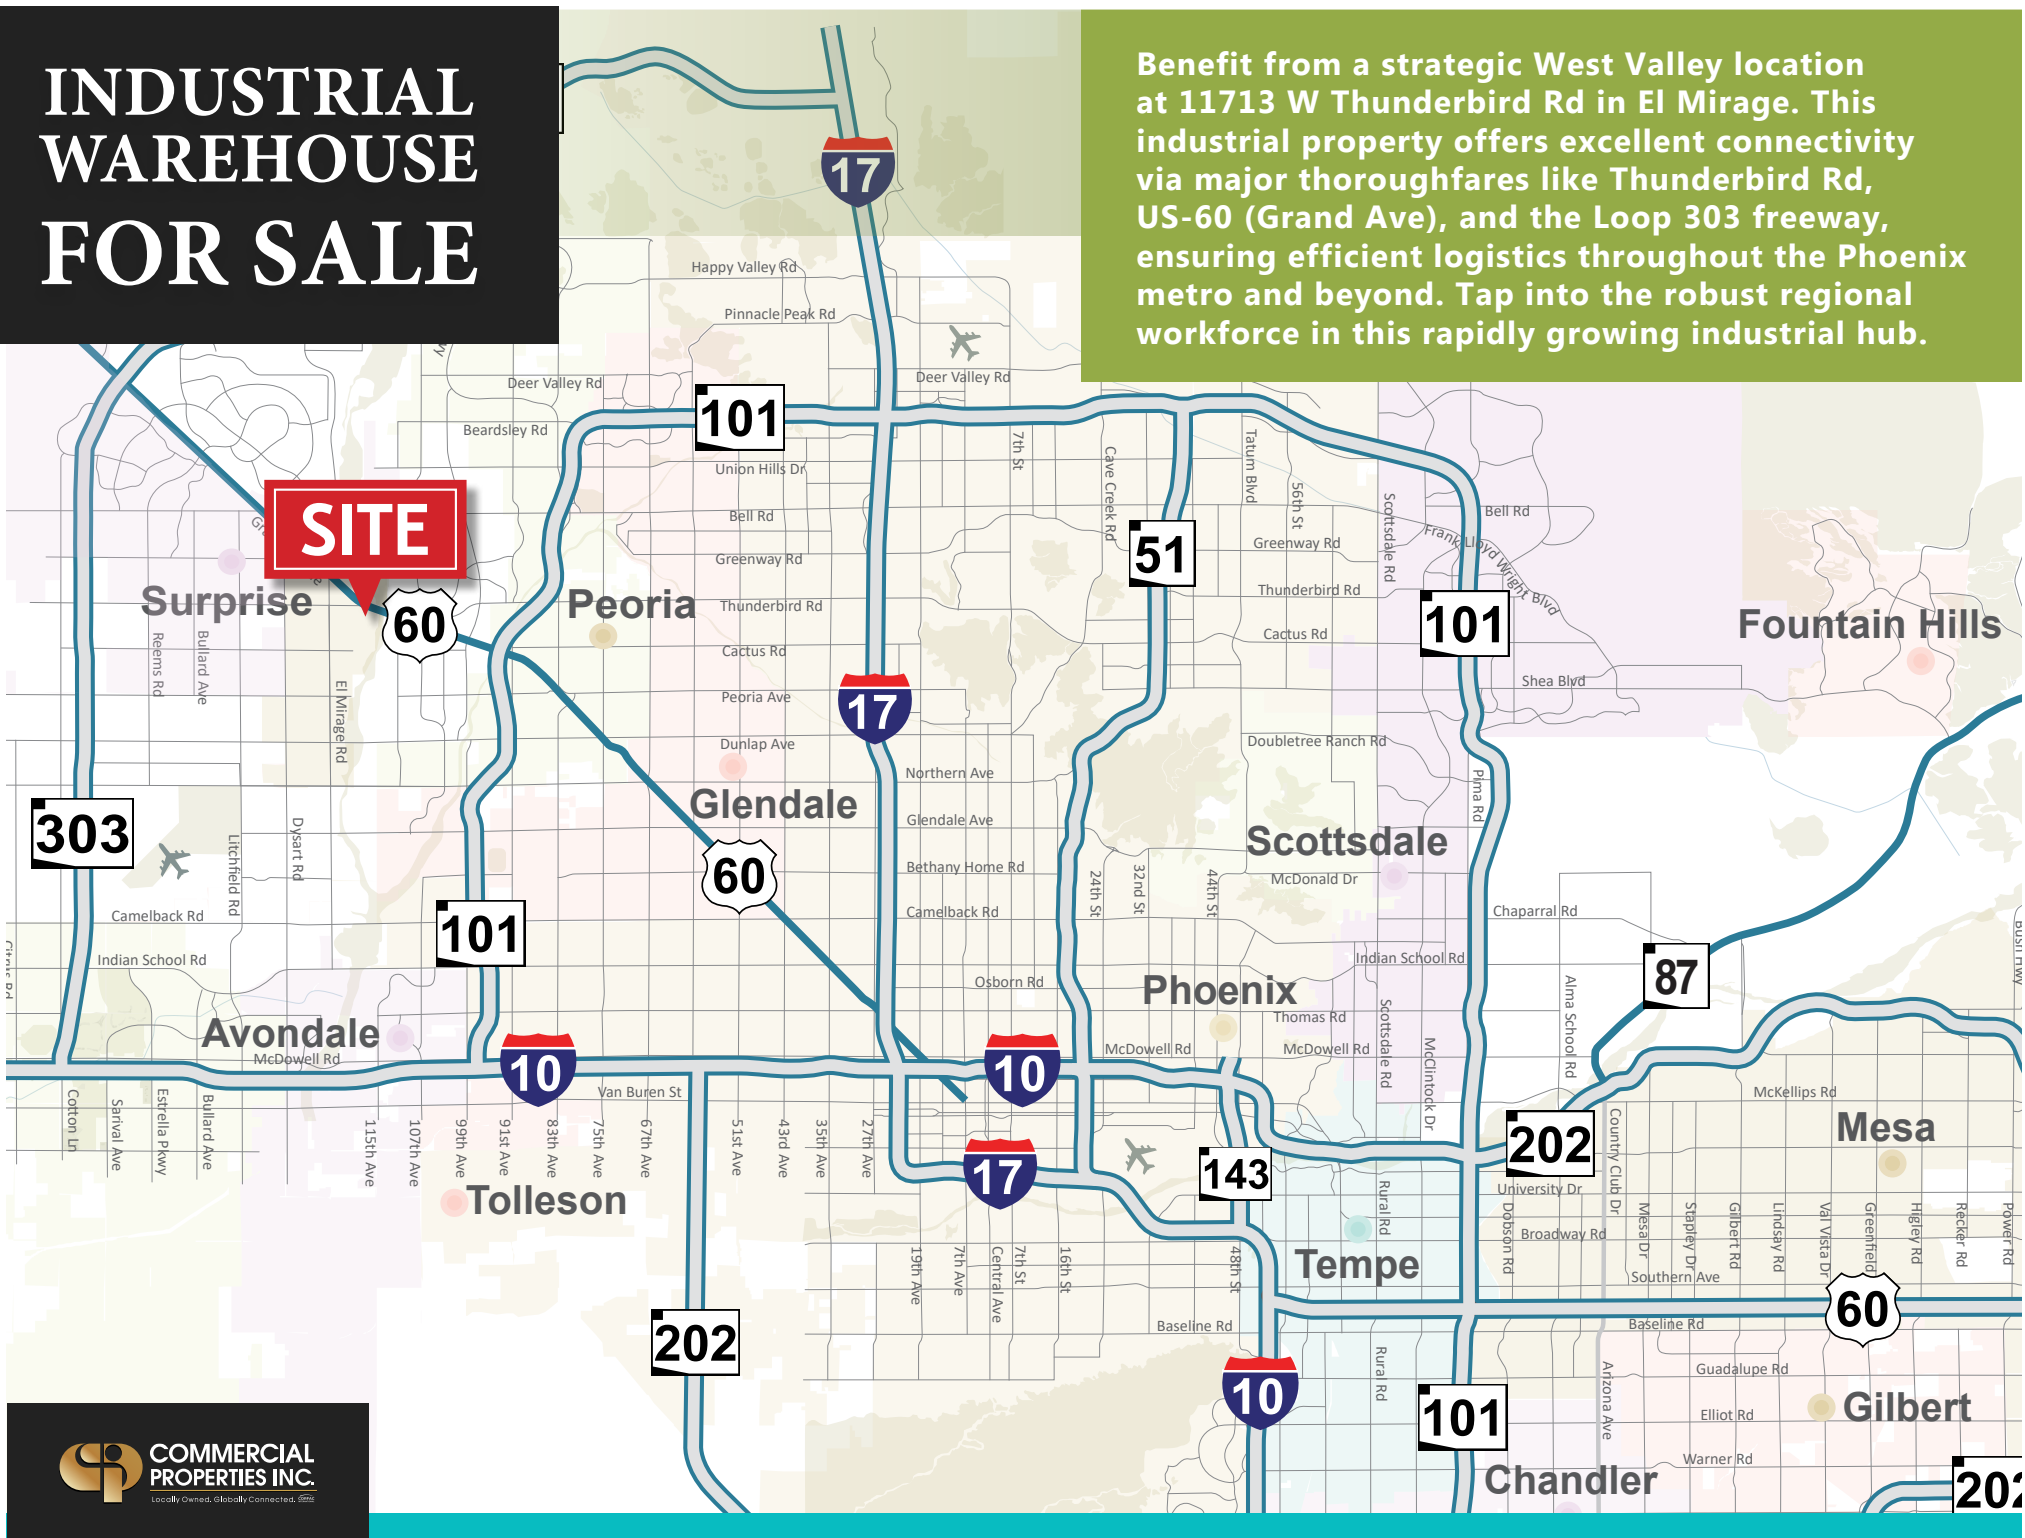 INDUSTRIAL
WAREHOUSE
FOR SALE
Benefit from a strategic West Valley location
at 11713 W Thunderbird Rd in El Mirage. This
industrial property offers excellent connectivity
via major thoroughfares like Thunderbird Rd,
US-60 (Grand Ave), and the Loop 303 freeway,
ensuring efficient logistics throughout the Phoenix
metro and beyond. Tap into the robust regional
workforce in this rapidly growing industrial hub.
17
Happy Valley Rd
Pinnacle Peak Rd
Deer Valley Rd
Deer Valley Rd
101
Beardsley Rd
Union Hills Dr
7th St
Cave Creek Rd
Tatum Blvd
56th St
Scottsdale Rd
SITE
Bell Rd
Bell Rd
Greenway Rd
51
Greenway Rd
Frank Lloyd Wright Blvd
Surprise
60
Peoria
Thunderbird Rd
Thunderbird Rd
101
Fountain Hills
Reems Rd
Bullard Ave
Cactus Rd
Cactus Rd
El Mirage Rd
Peoria Ave
17
Shea Blvd
Dunlap Ave
Doubletree Ranch Rd
Northern Ave
Pima Rd
Glendale
303
Dysart Rd
Litchfield Rd
Glendale Ave
Scottsdale
60
Bethany Home Rd
24th St
32nd St
44th St
McDonald Dr
Camelback Rd
Camelback Rd
Chaparral Rd
101
Indian School Rd
Indian School Rd
87
Osborn Rd
Phoenix
Alma School Rd
Avondale
Thomas Rd
Scottsdale Rd
McDowell Rd
McDowell Rd
McDowell Rd
McClintock Dr
10
10
Van Buren St
McKellips Rd
Cotton Ln
Sarival Ave
Estrella Pkwy
Bullard Ave
115th Ave
107th Ave
99th Ave
91st Ave
83th Ave
75th Ave
67th Ave
51st Ave
43rd Ave
35th Ave
27th Ave
202
Country Club Dr
Mesa
17
143
Tolleson
University Dr
Rural Rd
Dobson Rd
Broadway Rd
Mesa Dr
Stapley Dr
Gilbert Rd
Lindsay Rd
Val Vista Dr
Greenfield
Higley Rd
Recker Rd
Power Rd
19th Ave
7th Ave
Central Ave
7th St
16th St
48th St
Tempe
Southern Ave
60
202
Baseline Rd
Baseline Rd
Rural Rd
Arizona Ave
Guadalupe Rd
10
101
Elliot Rd
Gilbert
Warner Rd
Chandler
202
COMMERCIAL
PROPERTIES INC.
Locally Owned. Globally Connected.